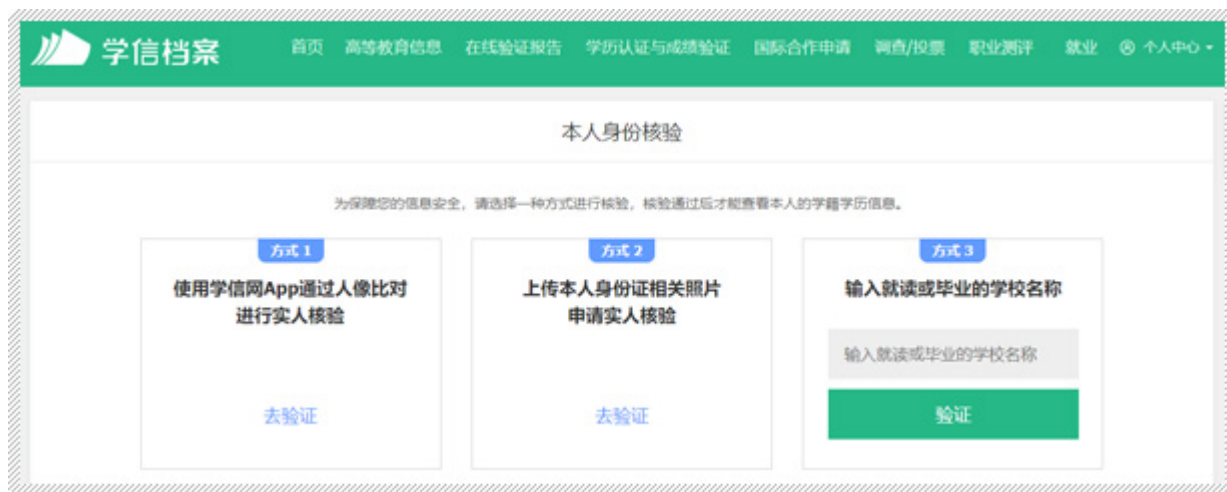 学信档案 首页 高等教育信息 在线验证报告 学历认证与成绩验证 国际合作申请 调查/投票 职业测评 就业 个人中心
本人身份核验
为保障您的信息安全，请选择一种方式进行核验，核验通过后才能查看本人的学籍学历信息。
方式 1
使用学信网App通过人像比对
进行实人核验
去验证
方式 2
上传本人身份证相关照片
申请实人核验
去验证
方式 3
输入就读或毕业的学校名称
输入就读或毕业的学校名称
验证